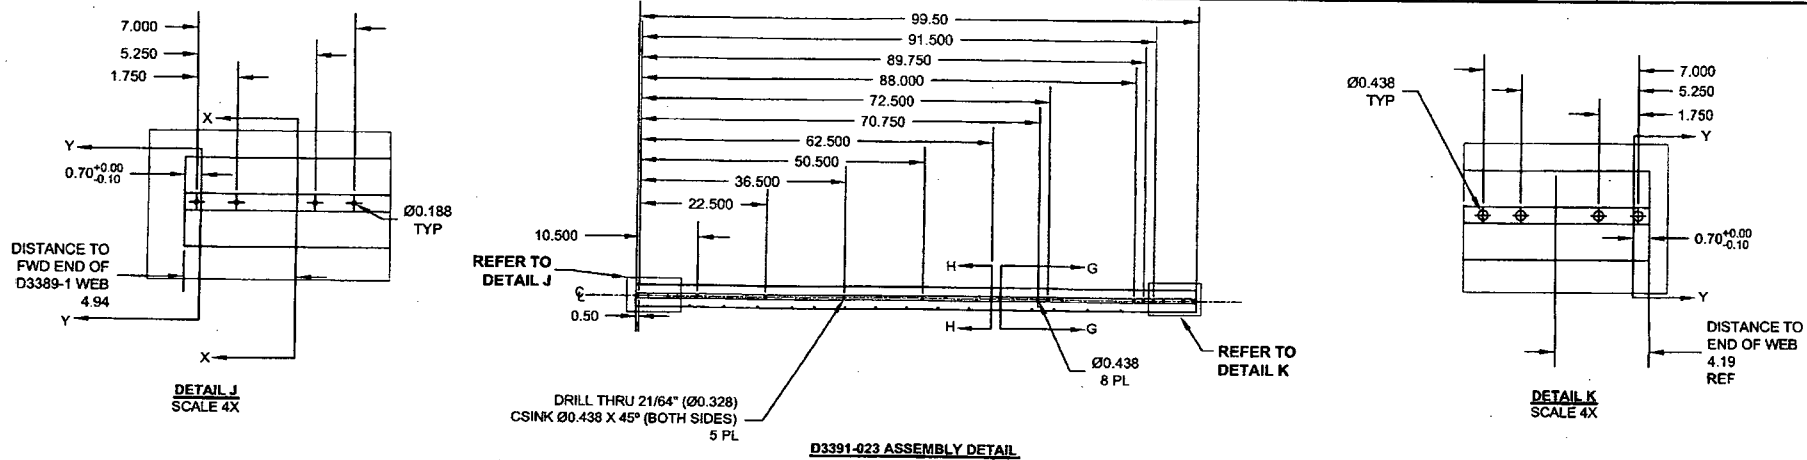 7.000
5.250
1.750
X
Y
0.70+0.00
-0.10
Ø0.188
TYP
DISTANCE TO
FWD END OF
D3389-1 WEB
4.94
Y
X
DETAIL J
SCALE 4X
99.50
91.500
89.750
88.000
72.500
70.750
62.500
50.500
36.500
22.500
10.500
REFER TO
DETAIL J
H
G
℄
0.50
H
G
REFER TO
DETAIL K
Ø0.438
8 PL
DRILL THRU 21/64" (Ø0.328)
CSINK Ø0.438 X 45º (BOTH SIDES)
5 PL
D3391-023 ASSEMBLY DETAIL
Ø0.438
TYP
7.000
5.250
1.750
Y
0.70+0.00
-0.10
Y
DISTANCE TO
END OF WEB
4.19
REF
DETAIL K
SCALE 4X